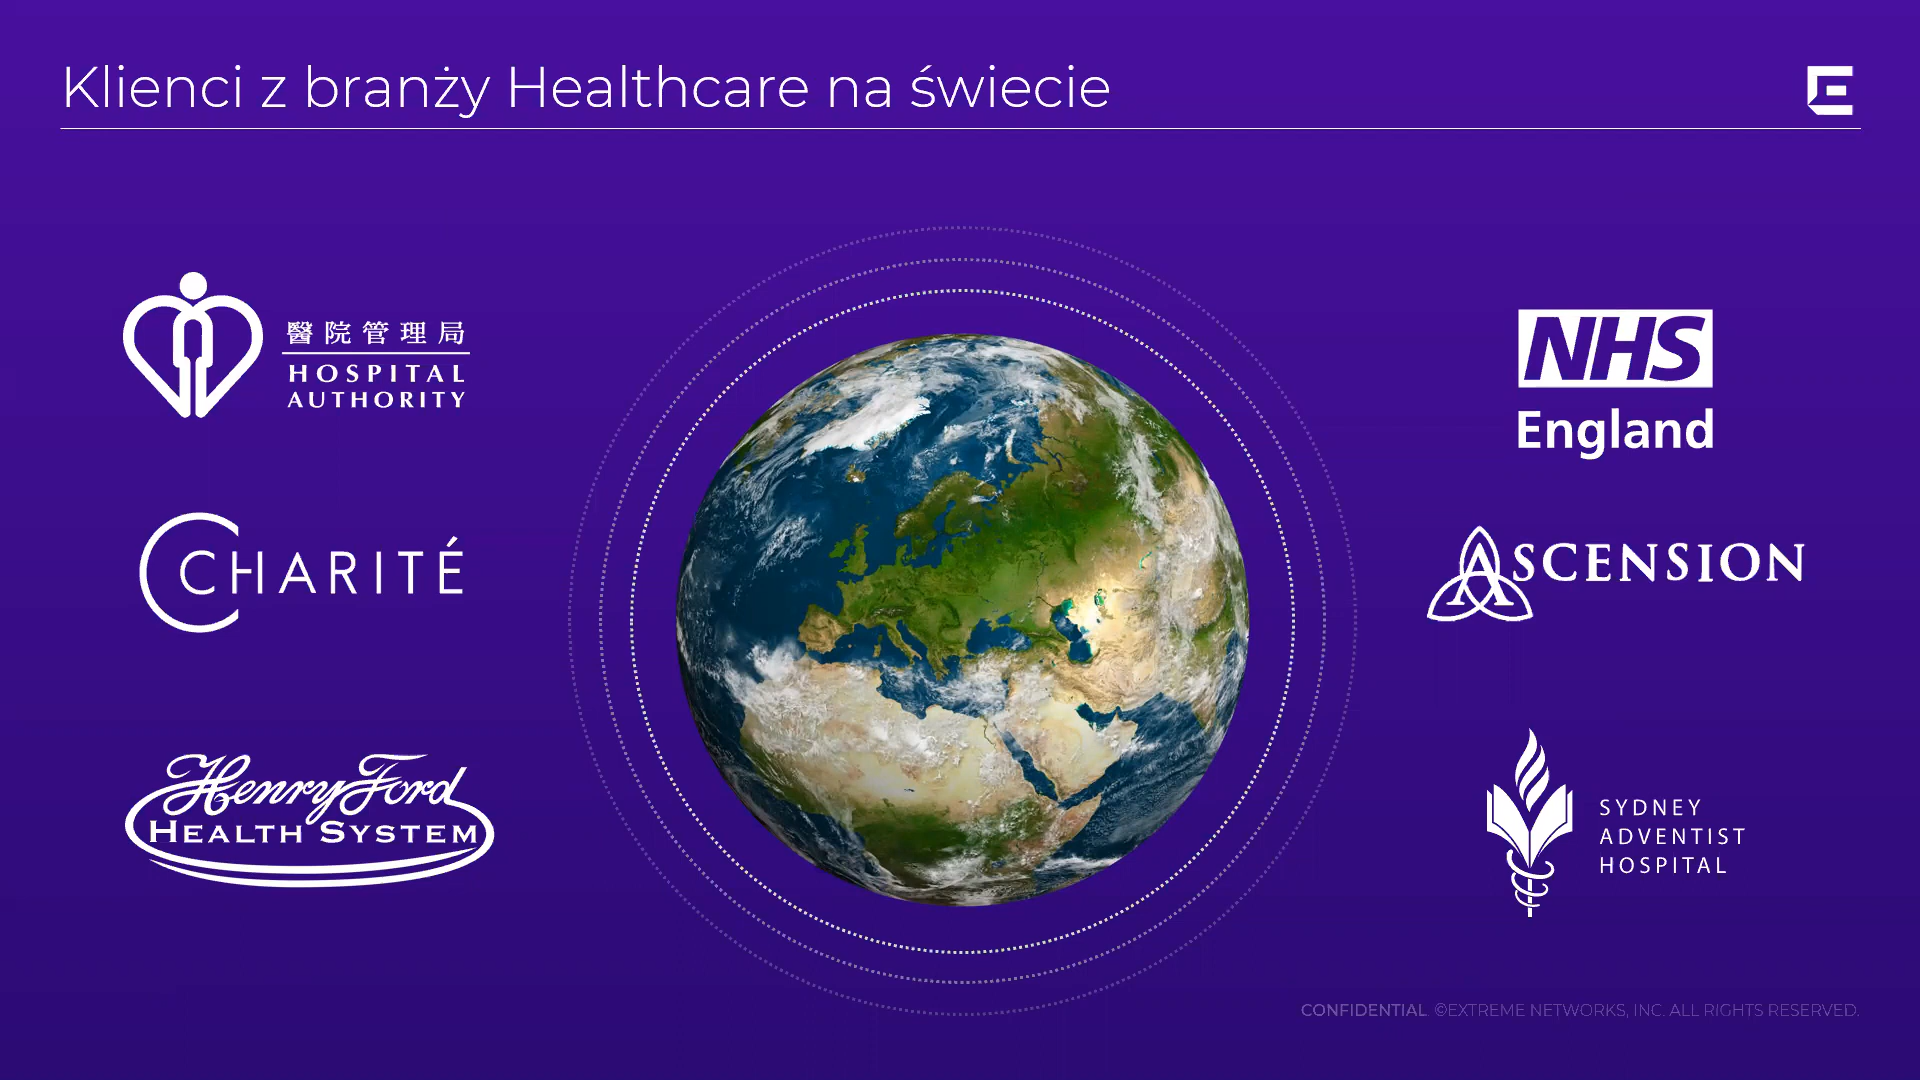 Klienci z branży Healthcare na świecie
醫院管理局
HOSPITAL
AUTHORITY
CHARITÉ
Henry Ford
HEALTH SYSTEM
NHS
England
ASCENSION
SYDNEY
ADVENTIST
HOSPITAL
CONFIDENTIAL. ©EXTREME NETWORKS, INC. ALL RIGHTS RESERVED.